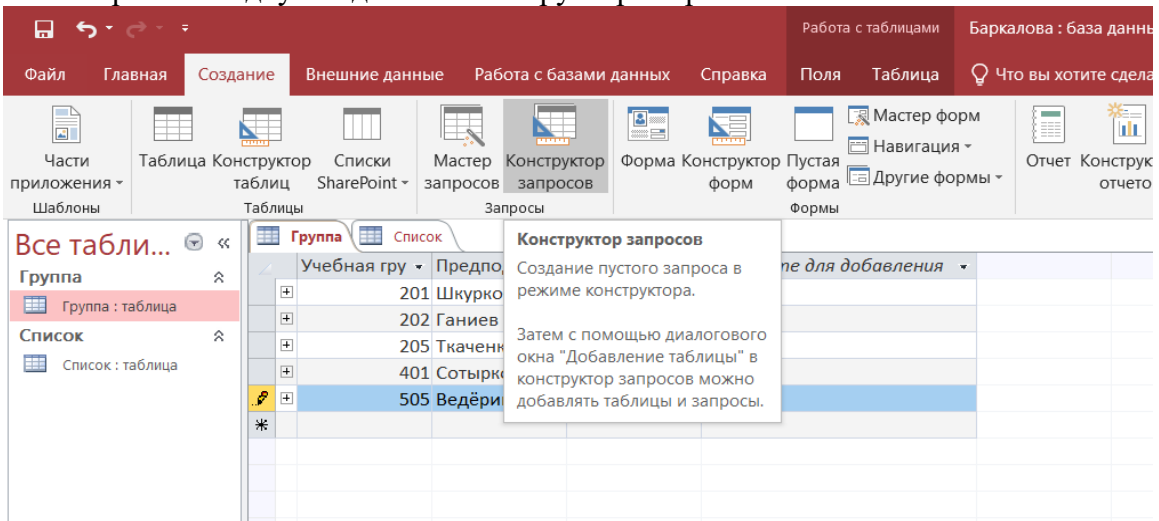 Работа с таблицами Баркалова : база данны
Файл Главная Создание Внешние данные Работа с базами данных Справка Поля Таблица Что вы хотите сдела
Части приложения
Шаблоны
Таблица
Конструктор таблиц
Списки SharePoint
Таблицы
Мастер запросов
Конструктор запросов
Запросы
Форма
Конструктор форм
Пустая форма
Мастер форм
Навигация
Другие формы
Формы
Отчет
Конструк
отчето
Все табли...
Группа
Группа : таблица
Список
Список : таблица
Группа Список
Учебная гру Предпо те для добавления
201 Шкурко
202 Ганиев
205 Ткаченк
401 Сотырк
505 Ведёри
Конструктор запросов
Создание пустого запроса в
режиме конструктора.
Затем с помощью диалогового
окна "Добавление таблицы" в
конструктор запросов можно
добавлять таблицы и запросы.